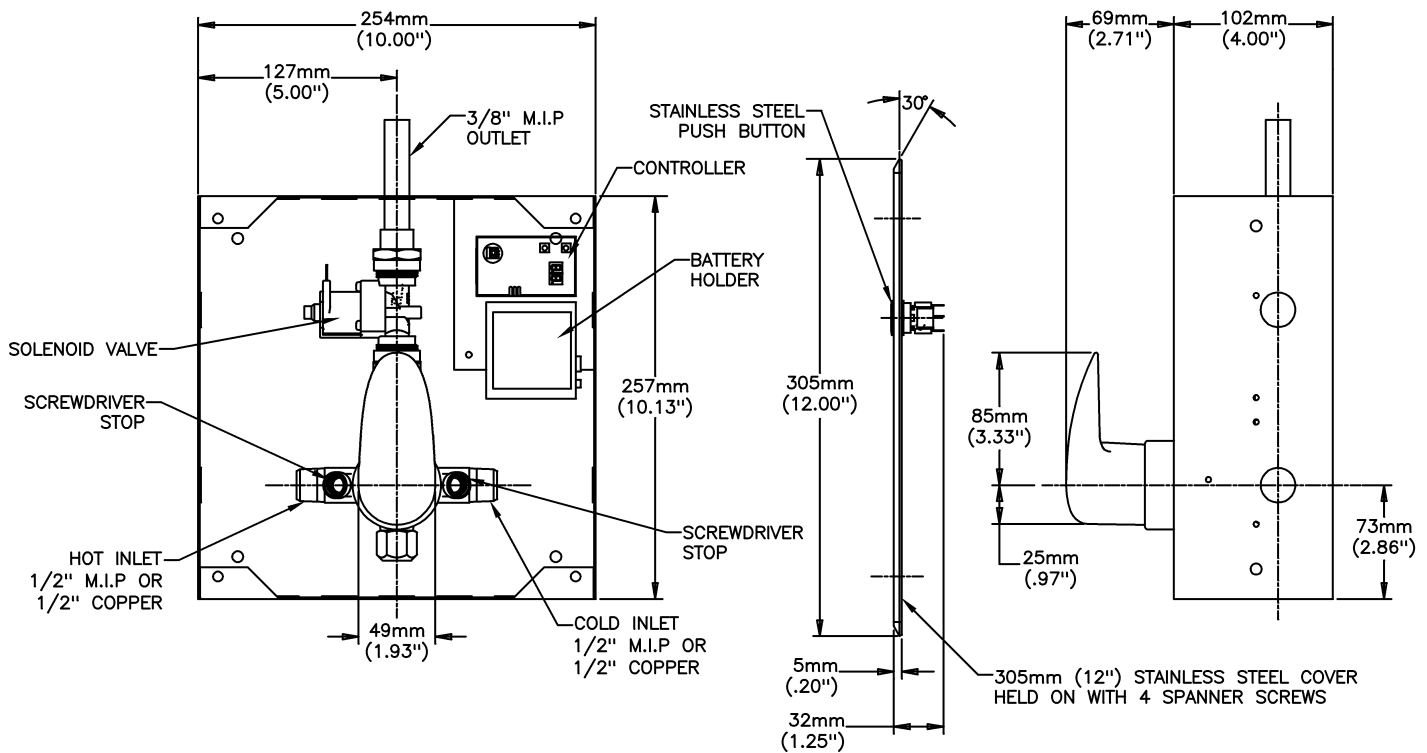 254mm
(10.00")
127mm
(5.00")
3/8" M.I.P
OUTLET
CONTROLLER
BATTERY
HOLDER
SOLENOID VALVE
SCREWDRIVER
STOP
257mm
(10.13")
HOT INLET
1/2" M.I.P OR
1/2" COPPER
49mm
(1.93")
COLD INLET
1/2" M.I.P OR
1/2" COPPER
SCREWDRIVER
STOP
STAINLESS STEEL
PUSH BUTTON
30°
305mm
(12.00")
5mm
(.20")
32mm
(1.25")
305mm (12") STAINLESS STEEL COVER
HELD ON WITH 4 SPANNER SCREWS
69mm
(2.71")
102mm
(4.00")
85mm
(3.33")
25mm
(.97")
73mm
(2.86")